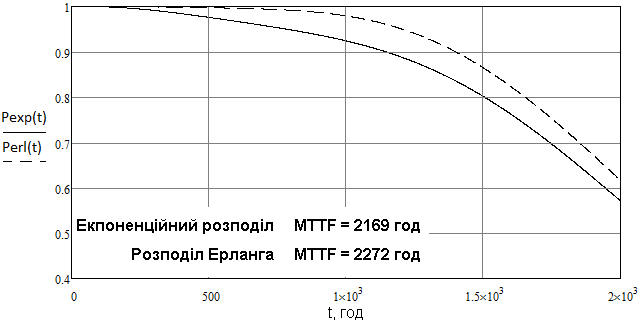 1
0.9
0.8
Pexp(t)
0.7
Perl(t)
0.6
Екпоненційний розподіл MTTF = 2169 год
0.5
Розподіл Ерланга MTTF = 2272 год
0.4
0 500 1×10³ 1.5×10³ 2×10³
t, год